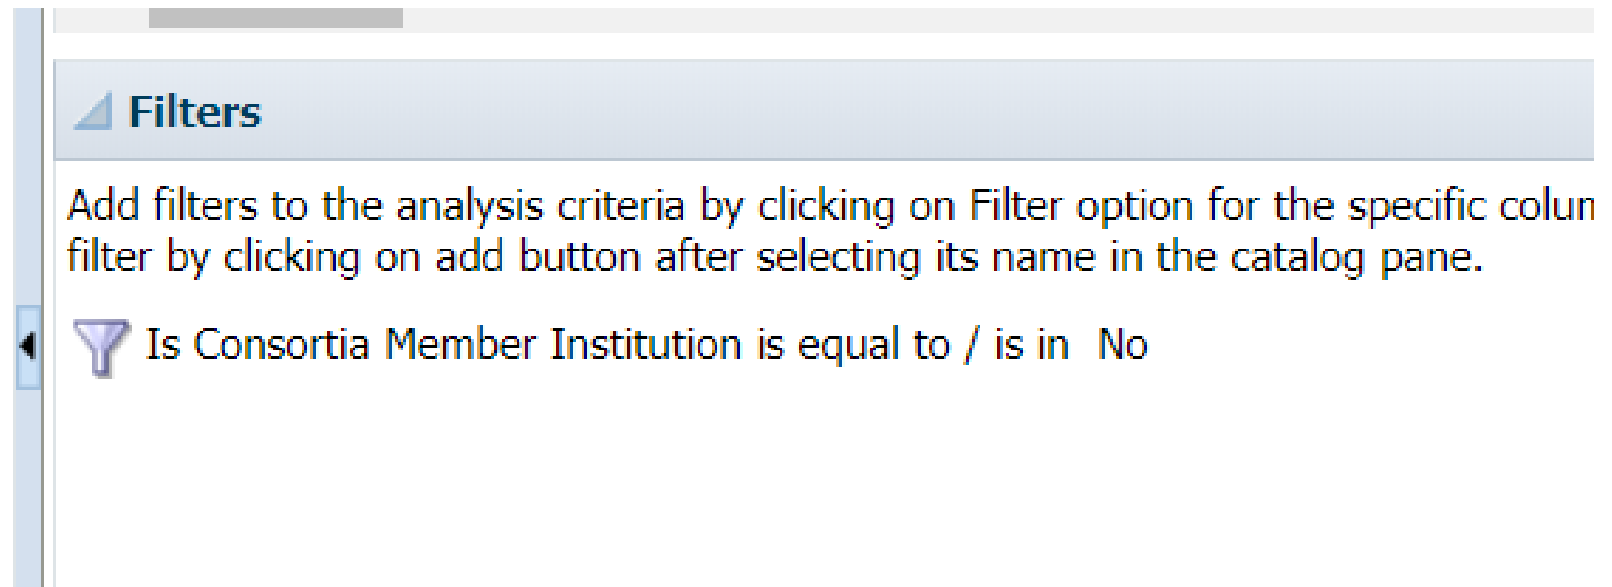 Filters
Add filters to the analysis criteria by clicking on Filter option for the specific
filter by clicking on add button after selecting its name in the catalog pane.
Is Consortia Member Institution is equal to / is in No